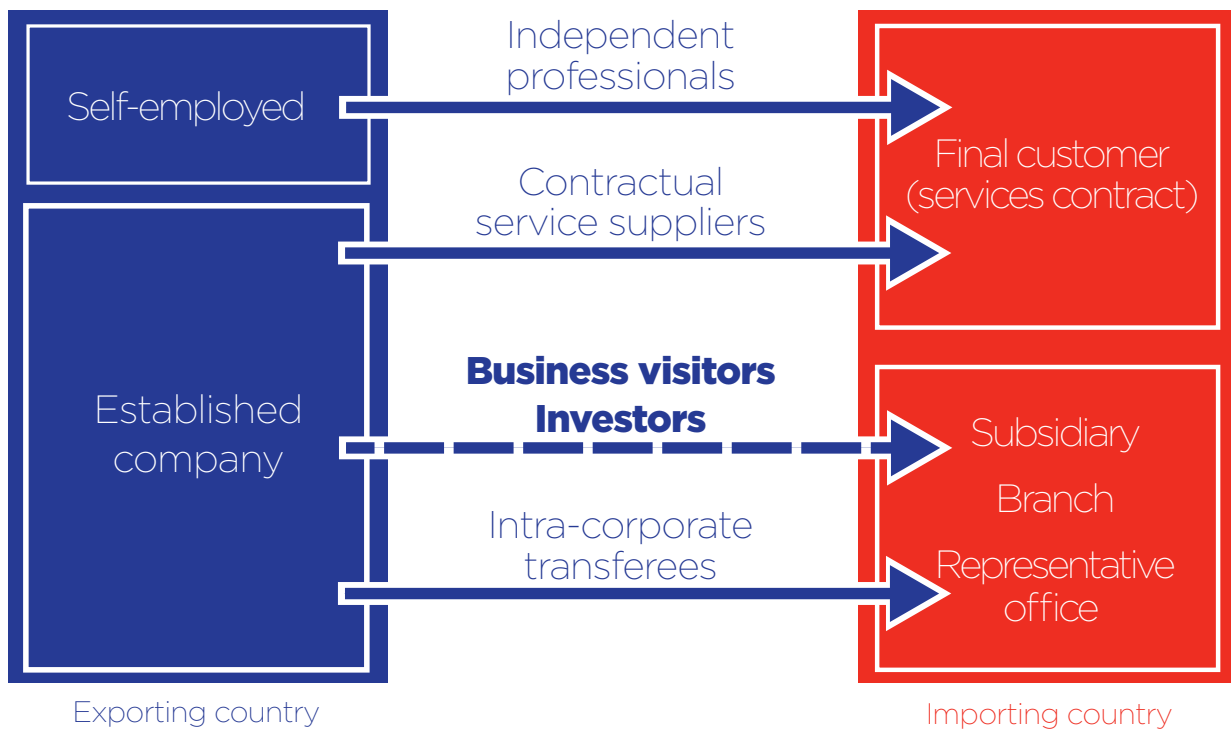 Independent
professionals
Self-employed
Final customer
(services contract)
Contractual
service suppliers
Business visitors
Investors
Established
company
Subsidiary
Branch
Representative
office
Intra-corporate
transferees
Exporting country
Importing country